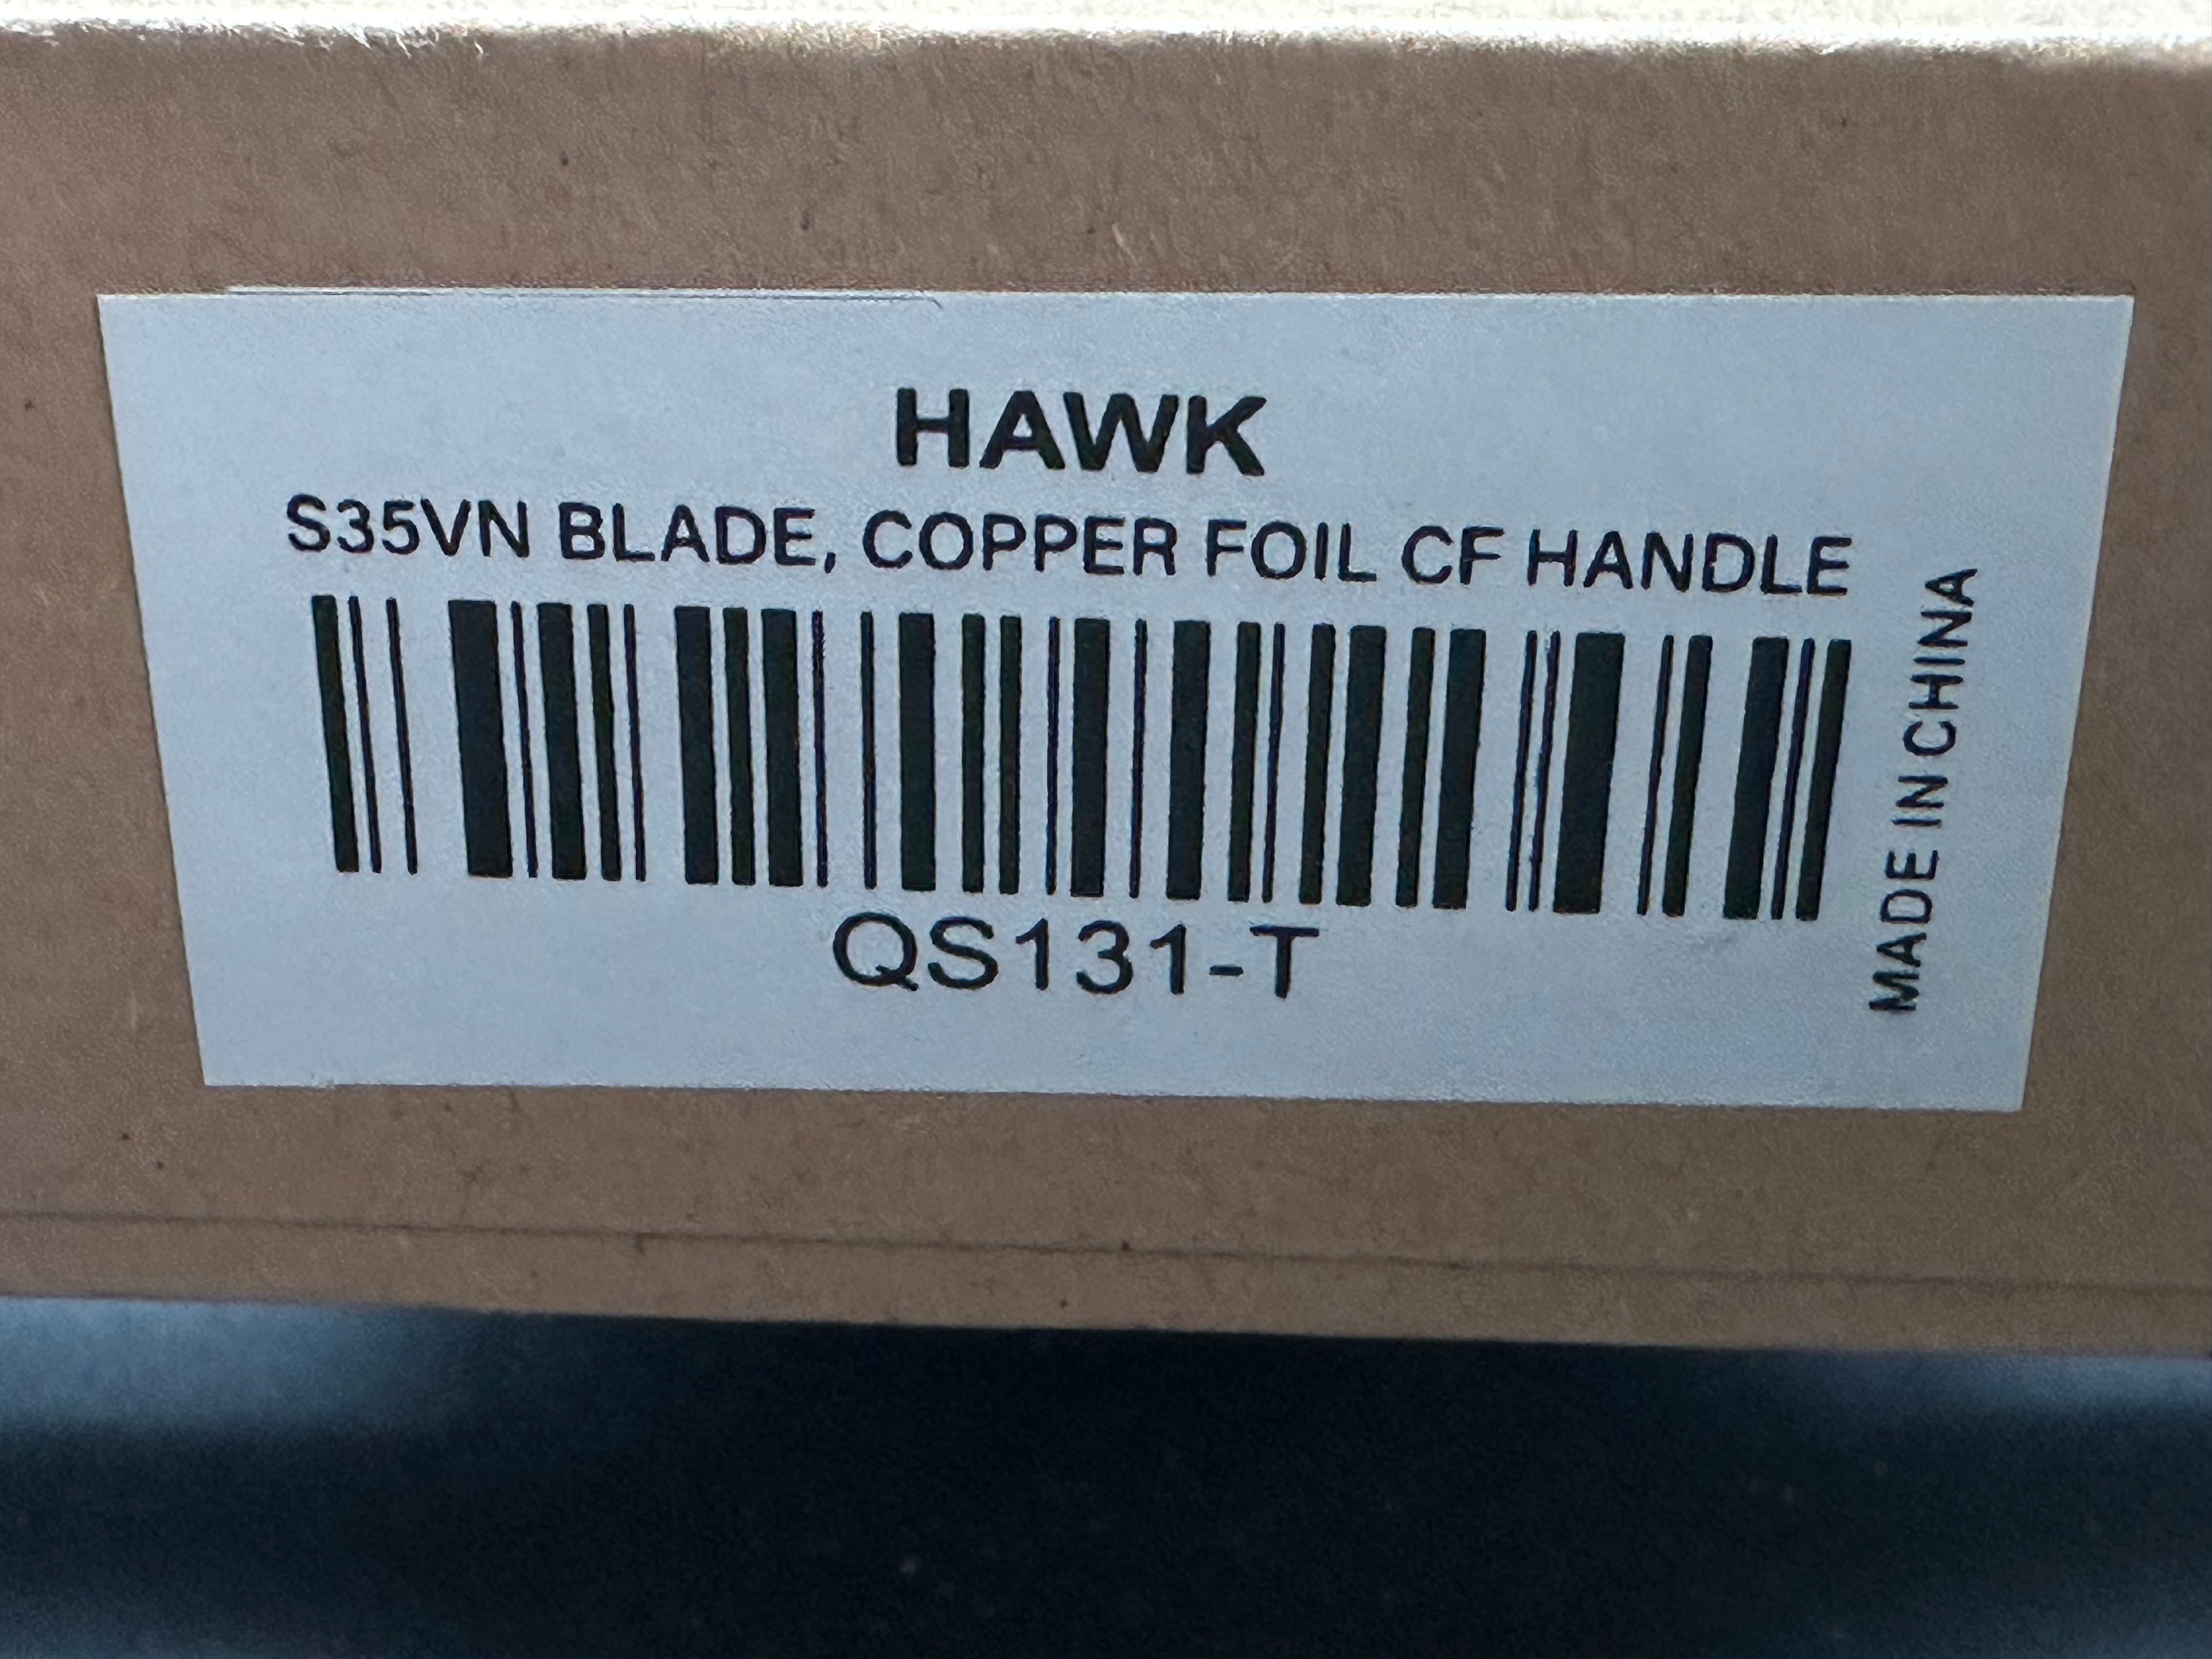 HAWK
S35VN BLADE, COPPER FOIL CF HANDLE
QS131-T
MADE IN CHINA